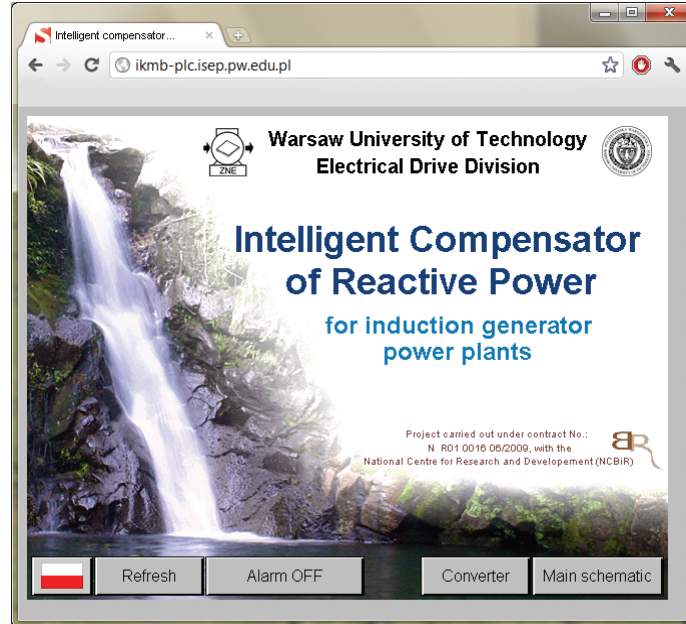 Intelligent compensator...
ikmb-plc.isep.pw.edu.pl
ZNE
Warsaw University of Technology
Electrical Drive Division
Intelligent Compensator
of Reactive Power
for induction generator
power plants
Project carried out under contract No.:
N R01 0016 06/2009, with the
National Centre for Research and Developement (NCBiR)
Refresh
Alarm OFF
Converter
Main schematic